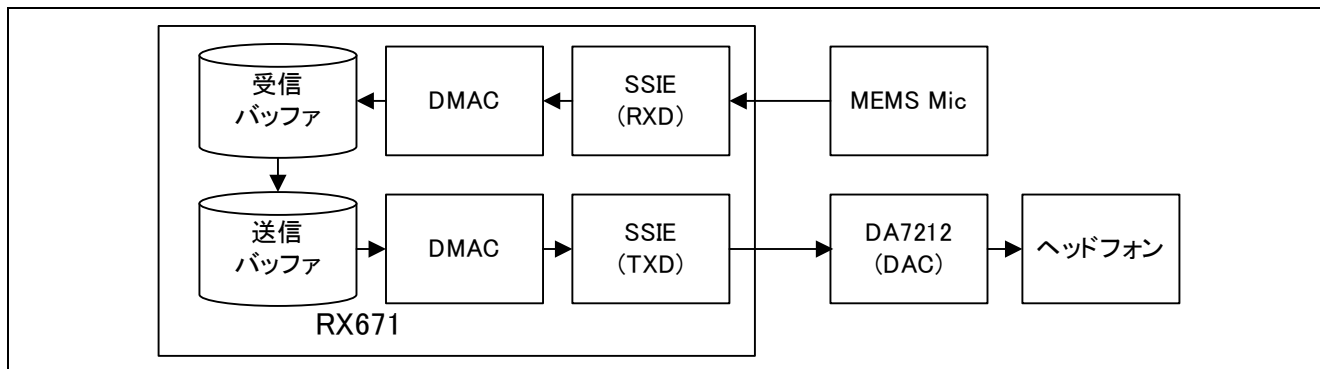 受信
バッファ
DMAC
SSIE
(RXD)
MEMS Mic
送信
バッファ
DMAC
SSIE
(TXD)
DA7212
(DAC)
ヘッドフォン
RX671